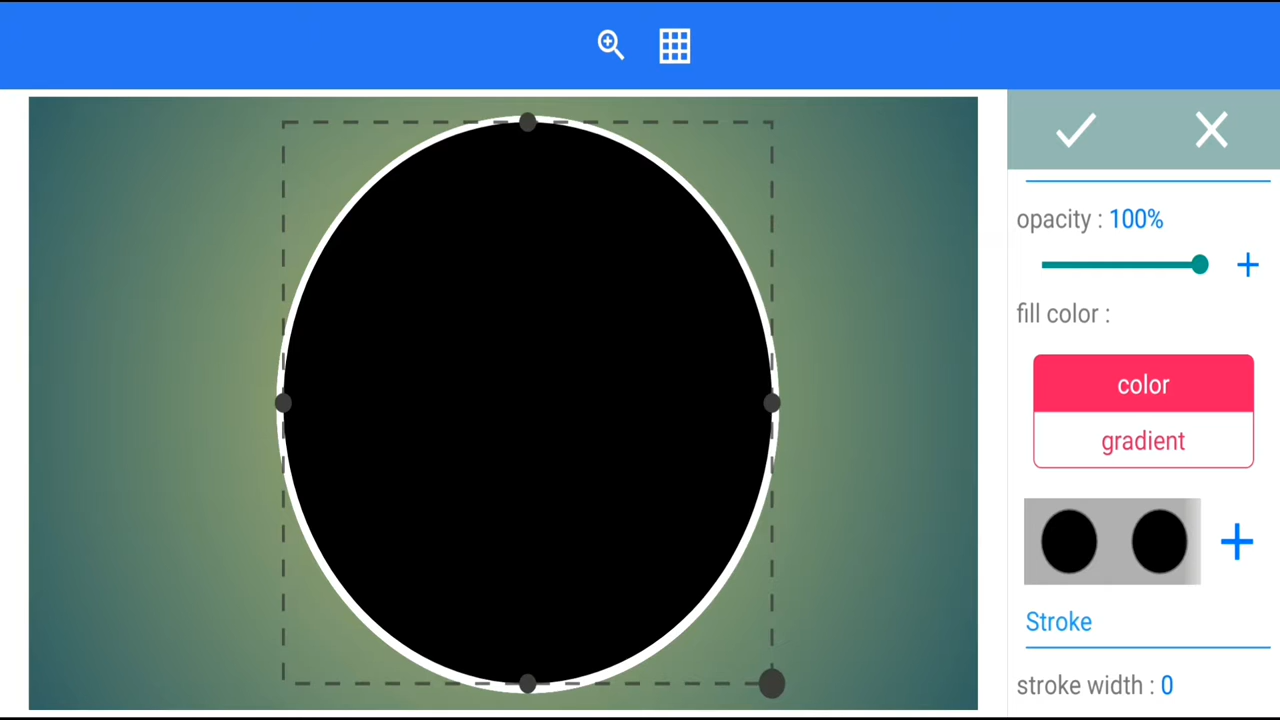 opacity : 100%
fill color :
color
gradient
Stroke
stroke width : 0